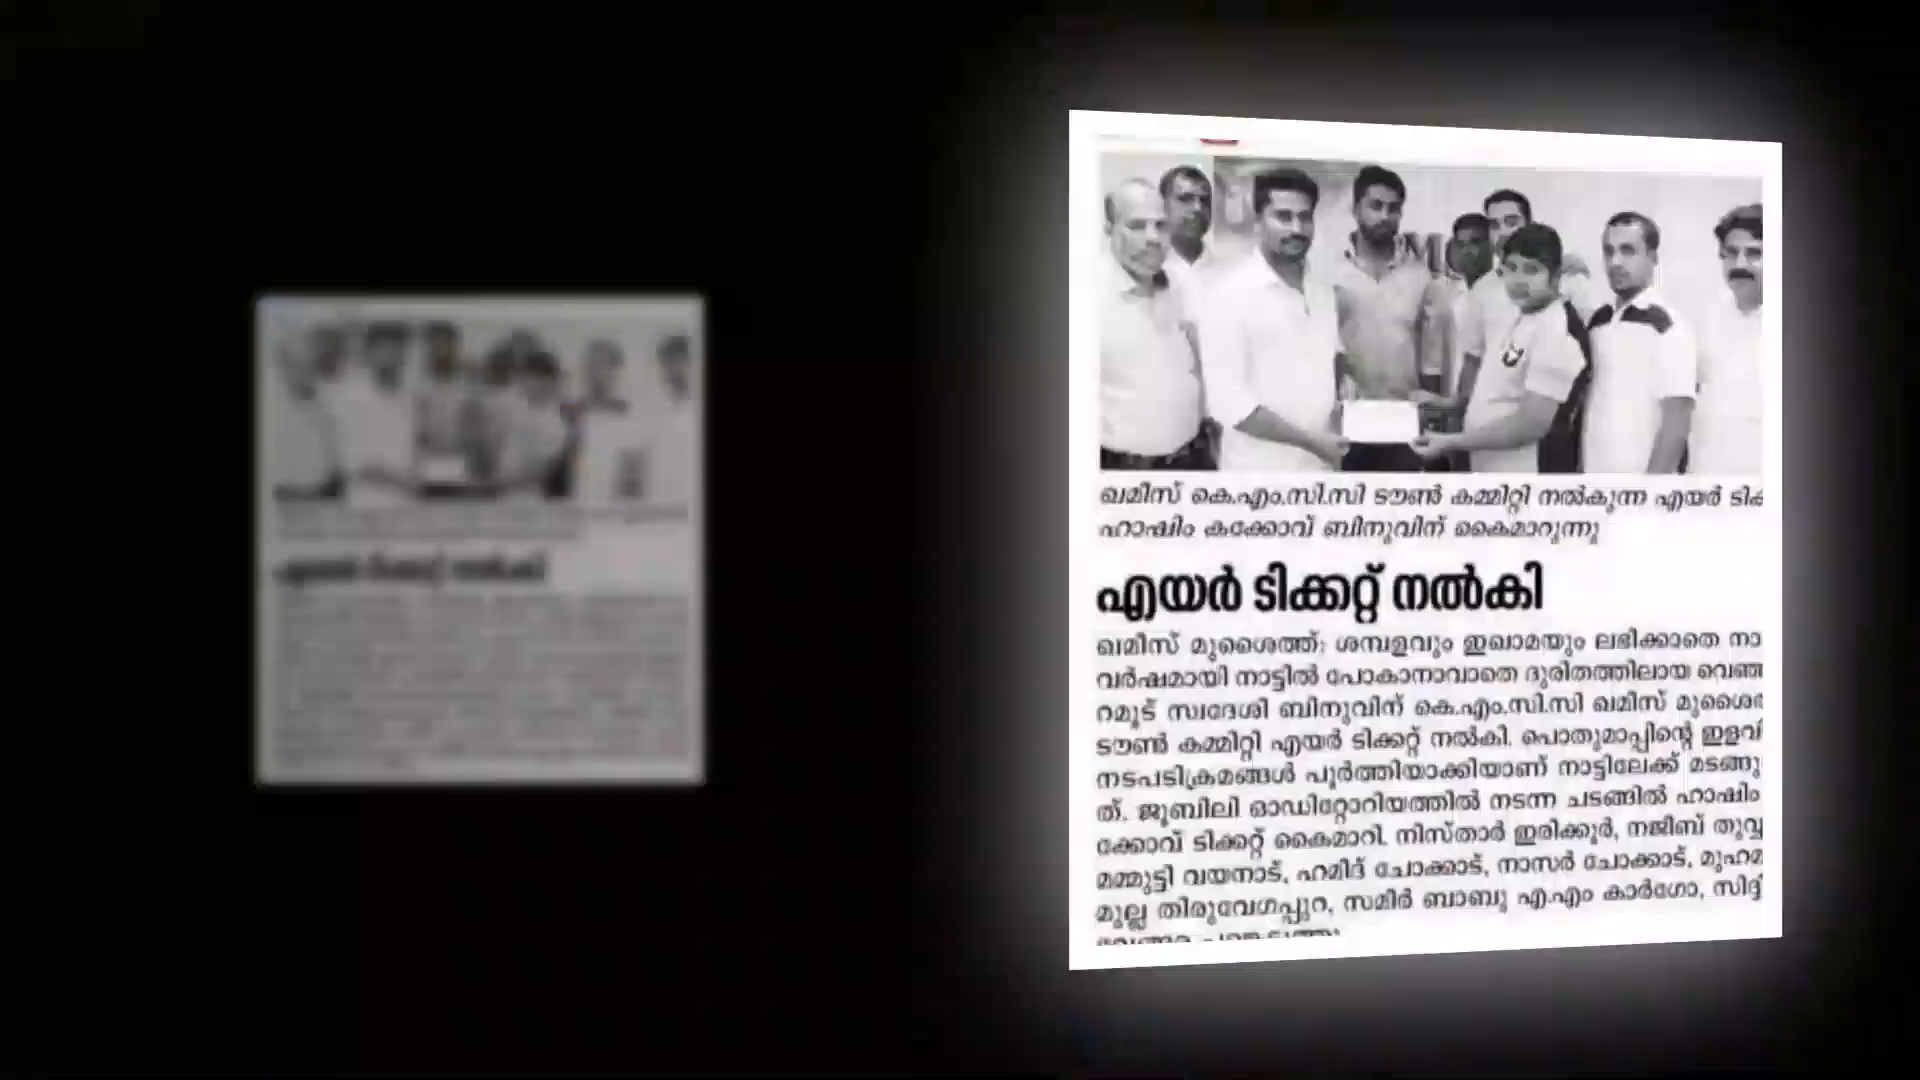 ഖമീസ് കെ.എം.സി.സി ടൗൺ കമ്മിറ്റി നൽകുന്ന എയർ ടിക
ഹാഷിം കക്കോവ് ബിനുവിന് കൈമാറുന്നു
എയർ ടിക്കറ്റ് നൽകി
ഖമീസ് മുശൈത്ത്: ശമ്പളവും ഇഖാമയും ലഭിക്കാതെ നാ
വർഷമായി നാട്ടിൽ പോകാനാവാതെ ദുരിതത്തിലായ വെഞ്ഞ
റമൂട് സ്വദേശി ബിനുവിന് കെ.എം.സി.സി ഖമീസ് മുശൈത
ടൗൺ കമ്മിറ്റി എയർ ടിക്കറ്റ് നൽകി. പൊതുമാപ്പിന്റെ ഇളവി
നടപടിക്രമങ്ങൾ പൂർത്തിയാക്കിയാണ് നാട്ടിലേക്ക് മടങ്ങു
ത്. ജൂബിലി ഓഡിറ്റോറിയത്തിൽ നടന്ന ചടങ്ങിൽ ഹാഷിം
ക്കോവ് ടിക്കറ്റ് കൈമാറി. നിസ്താർ ഇരിക്കൂർ, നജീബ് തുവ്വ
മമ്മുട്ടി വയനാട്, ഹമീദ് ചോക്കാട്, നാസർ ചോക്കാട്, മുഹമ
മുല്ല തിരുവേഗപ്പുറ, സമീർ ബാബു എ.എം കാർഗോ, സിദ്ദീ